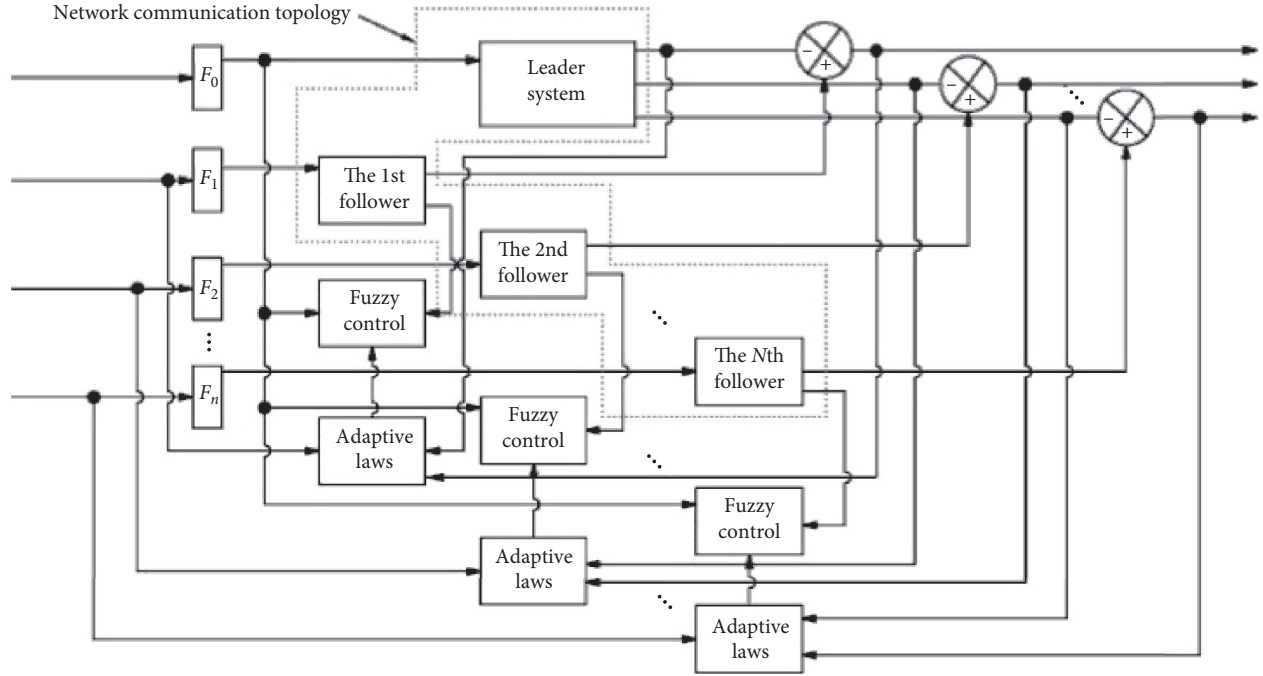 Network communication topology
F0
Leader
system
−
+
−
+
−
+
F1
The 1st
follower
F2
The 2nd
follower
Fuzzy
control
Fn
The Nth
follower
Fuzzy
control
Adaptive
laws
Fuzzy
control
Adaptive
laws
Adaptive
laws